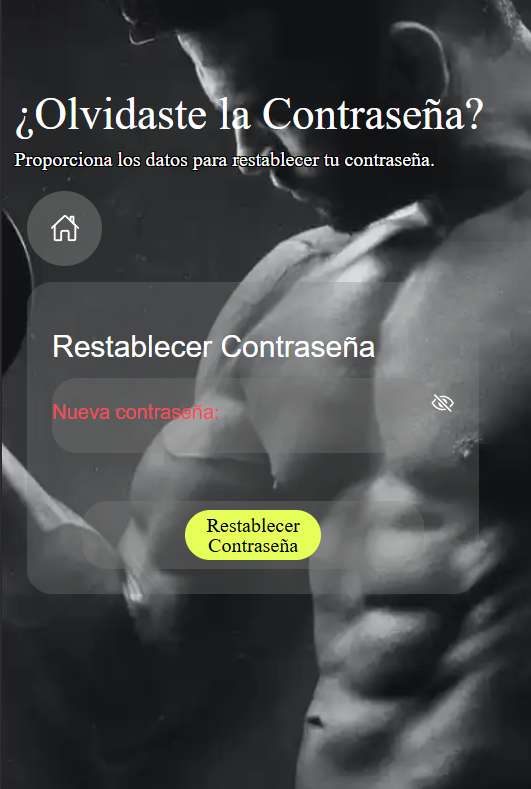 ¿Olvidaste la Contraseña?
Proporciona los datos para restablecer tu contraseña.
Restablecer Contraseña
Nueva contraseña:
Restablecer
Contraseña